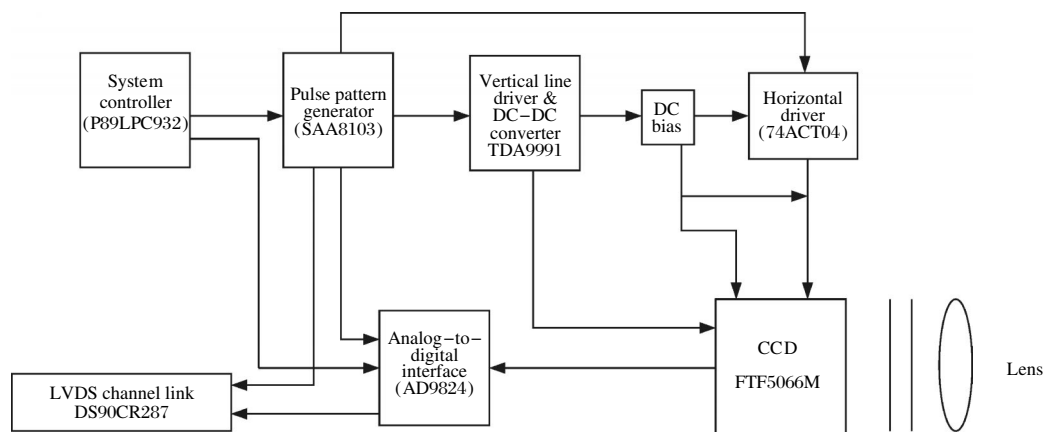 System
controller
(P89LPC932)
Pulse pattern
generator
(SAA8103)
Vertical line
driver &
DC−DC
converter
TDA9991
DC
bias
Horizontal
driver
(74ACT04)
Analog−to−
digital
interface
(AD9824)
LVDS channel link
DS90CR287
CCD
FTF5066M
Lens